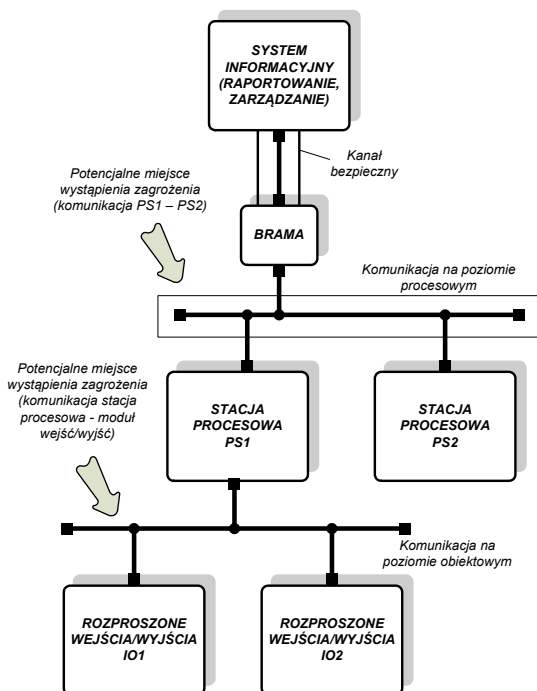 SYSTEM
INFORMACYJNY
(RAPORTOWANIE,
ZARZĄDZANIE)
Kanał
bezpieczny
Potencjalne miejsce
wystąpienia zagrożenia
(komunikacja PS1 – PS2)
BRAMA
Komunikacja na poziomie
procesowym
Potencjalne miejsce
wystąpienia zagrożenia
(komunikacja stacja
procesowa - moduł
wejść/wyjść)
STACJA
PROCESOWA
PS1
STACJA
PROCESOWA
PS2
Komunikacja na
poziomie obiektowym
ROZPROSZONE
WEJŚCIA/WYJŚCIA
IO1
ROZPROSZONE
WEJŚCIA/WYJŚCIA
IO2